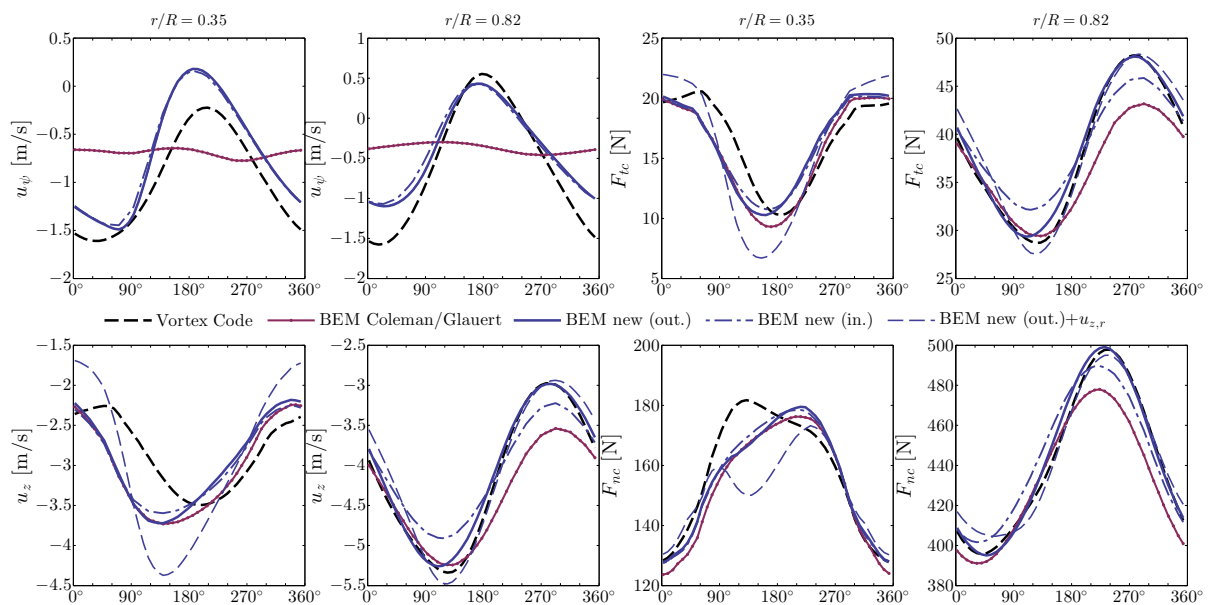 r/R = 0.35
r/R = 0.82
r/R = 0.35
r/R = 0.82
u_ψ [m/s]
0.5
0
−0.5
−1
−1.5
−2
0 90° 180° 270° 360°
u_ψ [m/s]
1
0.5
0
−0.5
−1
−1.5
−2
0 90° 180° 270° 360°
F_tc [N]
25
20
15
10
5
0 90° 180° 270° 360°
F_tc [N]
50
45
40
35
30
25
0 90° 180° 270° 360°
Vortex Code BEM Coleman/Glauert BEM new (out.) BEM new (in.) BEM new (out.)+u_z,r
u_z [m/s]
−1.5
−2
−2.5
−3
−3.5
−4
−4.5
0 90° 180° 270° 360°
u_z [m/s]
−2.5
−3
−3.5
−4
−4.5
−5
−5.5
0 90° 180° 270° 360°
F_nc [N]
200
180
160
140
120
0 90° 180° 270° 360°
F_nc [N]
500
480
460
440
420
400
380
0 90° 180° 270° 360°